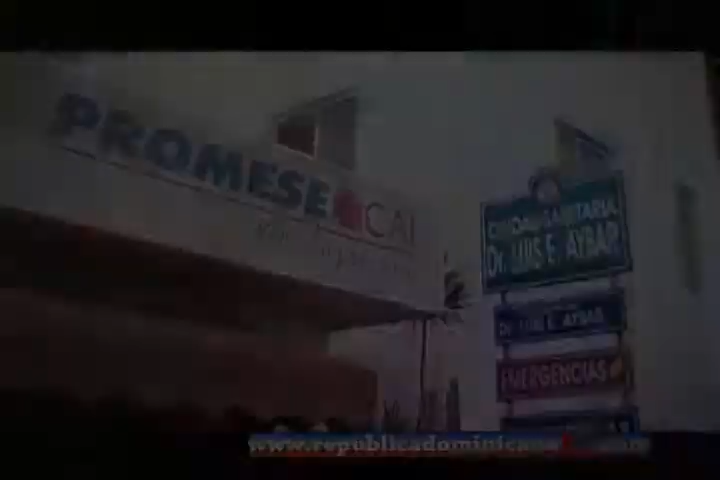 PROMESE CAL
CIUDAD SANITARIA
Dr. LUIS E. AYBAR
Dr. LUIS E. AYBAR
EMERGENCIAS